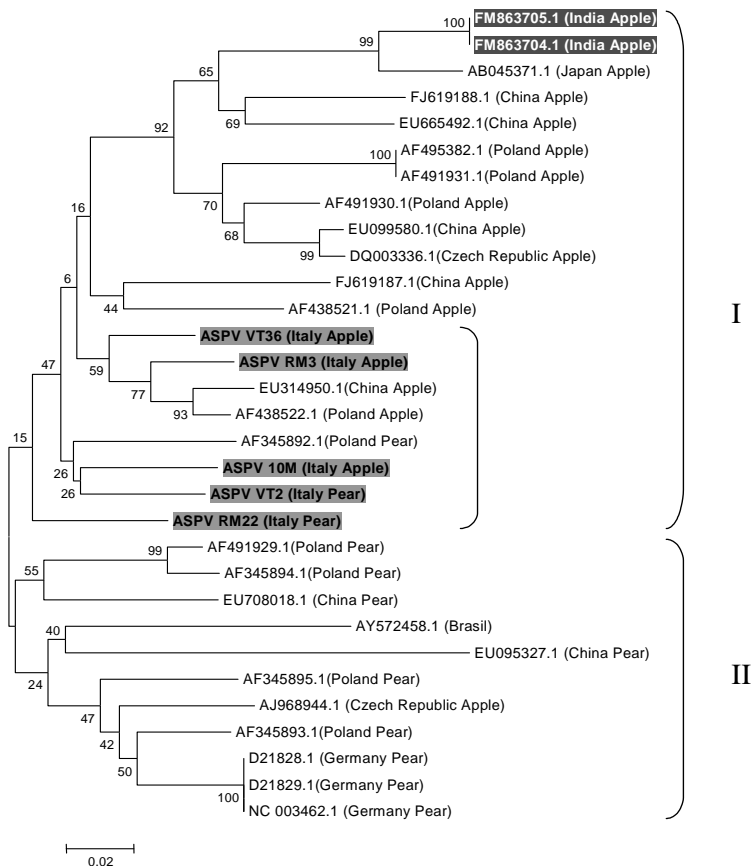 FM863705.1 (India Apple)
FM863704.1 (India Apple)
AB045371.1 (Japan Apple)
FJ619188.1 (China Apple)
EU665492.1(China Apple)
AF495382.1 (Poland Apple)
AF491931.1(Poland Apple)
AF491930.1(Poland Apple)
EU099580.1 (China Apple)
DQ003336.1(Czech Republic Apple)
FJ619187.1 (China Apple)
AF438521.1 (Poland Apple)
ASPV VT36 (Italy Apple)
ASPV RM3 (Italy Apple)
EU314950.1(China Apple)
AF438522.1 (Poland Apple)
AF345892.1(Poland Pear)
ASPV 10M (Italy Apple)
ASPV VT2 (Italy Pear)
ASPV RM22 (Italy Pear)
AF491929.1(Poland Pear)
AF345894.1(Poland Pear)
EU708018.1 (China Pear)
AY572458.1 (Brasil)
EU095327.1 (China Pear)
AF345895.1(Poland Pear)
AJ968944.1 (Czech Republic Apple)
AF345893.1(Poland Pear)
D21828.1 (Germany Pear)
D21829.1(Germany Pear)
NC 003462.1 (Germany Pear)
100
99
65
69
92
100
70
68
99
16
44
6
59
77
93
47
26
26
15
99
55
40
24
47
42
50
100
I
II
0.02